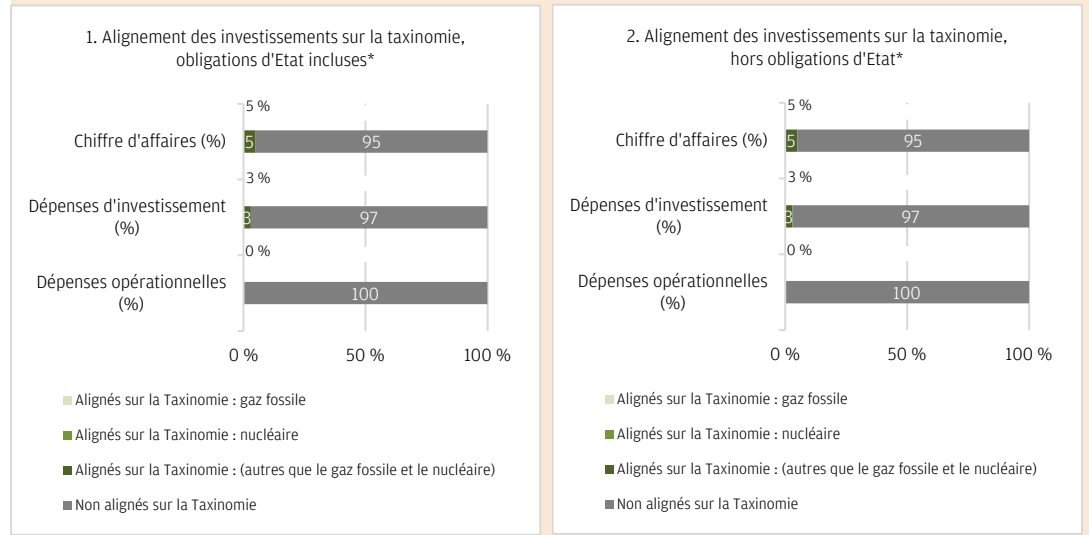 1. Alignement des investissements sur la taxinomie,
obligations d'Etat incluses*
5 %
Chiffre d'affaires (%)
5 95
3 %
Dépenses d'investissement
(%)
3 97
0 %
Dépenses opérationnelles
(%)
100
0 % 50 % 100 %
Alignés sur la Taxinomie : gaz fossile
Alignés sur la Taxinomie : nucléaire
Alignés sur la Taxinomie : (autres que le gaz fossile et le nucléaire)
Non alignés sur la Taxinomie
2. Alignement des investissements sur la taxinomie,
hors obligations d'Etat*
5 %
Chiffre d'affaires (%)
5 95
3 %
Dépenses d'investissement
(%)
3 97
0 %
Dépenses opérationnelles
(%)
100
0 % 50 % 100 %
Alignés sur la Taxinomie : gaz fossile
Alignés sur la Taxinomie : nucléaire
Alignés sur la Taxinomie : (autres que le gaz fossile et le nucléaire)
Non alignés sur la Taxinomie